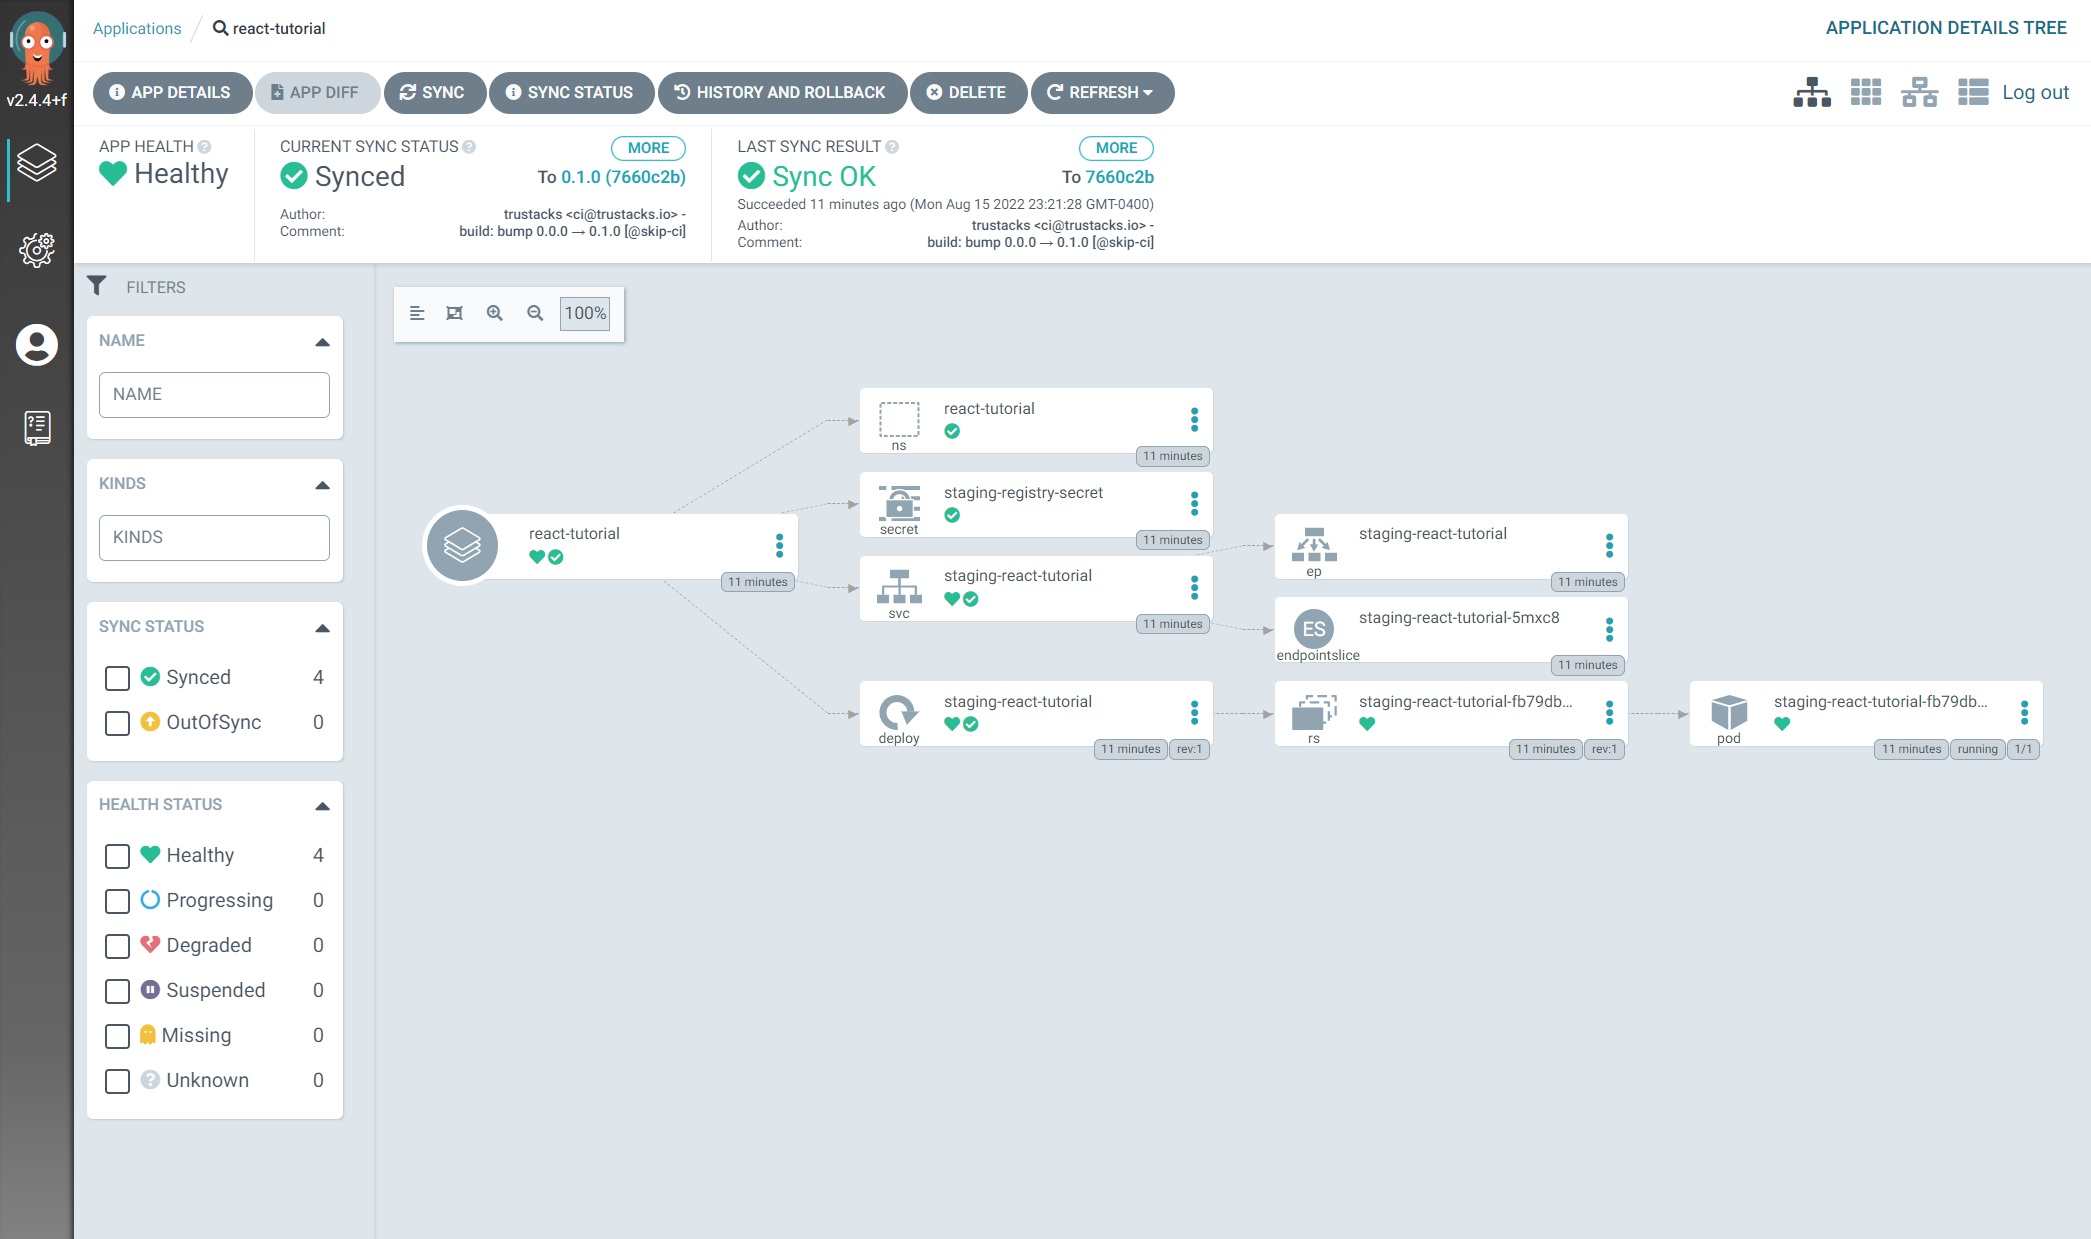 v2.4.4+f
Applications
react-tutorial
APPLICATION DETAILS TREE
APP DETAILS
APP DIFF
SYNC
SYNC STATUS
HISTORY AND ROLLBACK
DELETE
REFRESH
Log out
APP HEALTH
Healthy
CURRENT SYNC STATUS
MORE
Synced
To 0.1.0 (7660c2b)
Author:
trustacks <ci@trustacks.io> -
Comment:
build: bump 0.0.0 → 0.1.0 [@skip-ci]
LAST SYNC RESULT
MORE
Sync OK
To 7660c2b
Succeeded 11 minutes ago (Mon Aug 15 2022 23:21:28 GMT-0400)
Author:
trustacks <ci@trustacks.io> -
Comment:
build: bump 0.0.0 → 0.1.0 [@skip-ci]
FILTERS
NAME
NAME
KINDS
KINDS
SYNC STATUS
Synced 4
OutOfSync 0
HEALTH STATUS
Healthy 4
Progressing 0
Degraded 0
Suspended 0
Missing 0
Unknown 0
100%
react-tutorial
11 minutes
react-tutorial
ns
11 minutes
staging-registry-secret
secret
11 minutes
staging-react-tutorial
svc
11 minutes
staging-react-tutorial
deploy
11 minutes
rev:1
staging-react-tutorial
ep
11 minutes
ES
staging-react-tutorial-5mxc8
endpointslice
11 minutes
staging-react-tutorial-fb79db...
rs
11 minutes
rev:1
staging-react-tutorial-fb79db...
pod
11 minutes
running
1/1